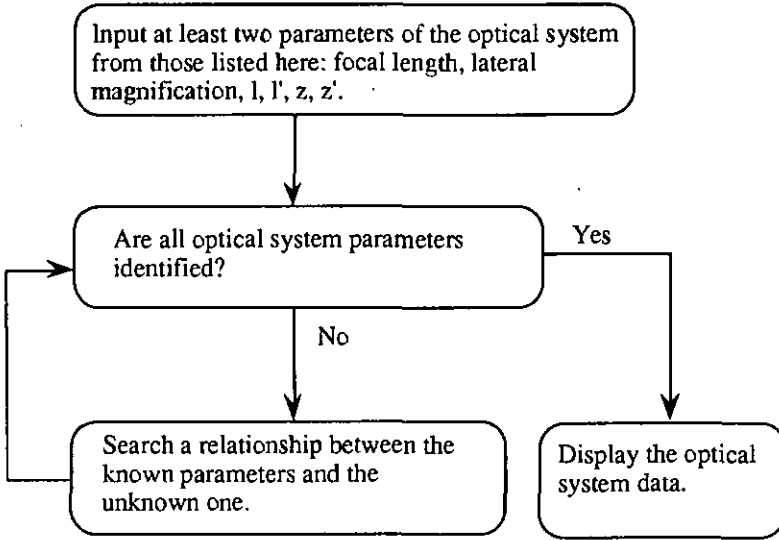 Input at least two parameters of the optical system
from those listed here: focal length, lateral
magnification, l, l', z, z'.
Are all optical system parameters
identified?
Yes
No
Search a relationship between the
known parameters and the
unknown one.
Display the optical
system data.